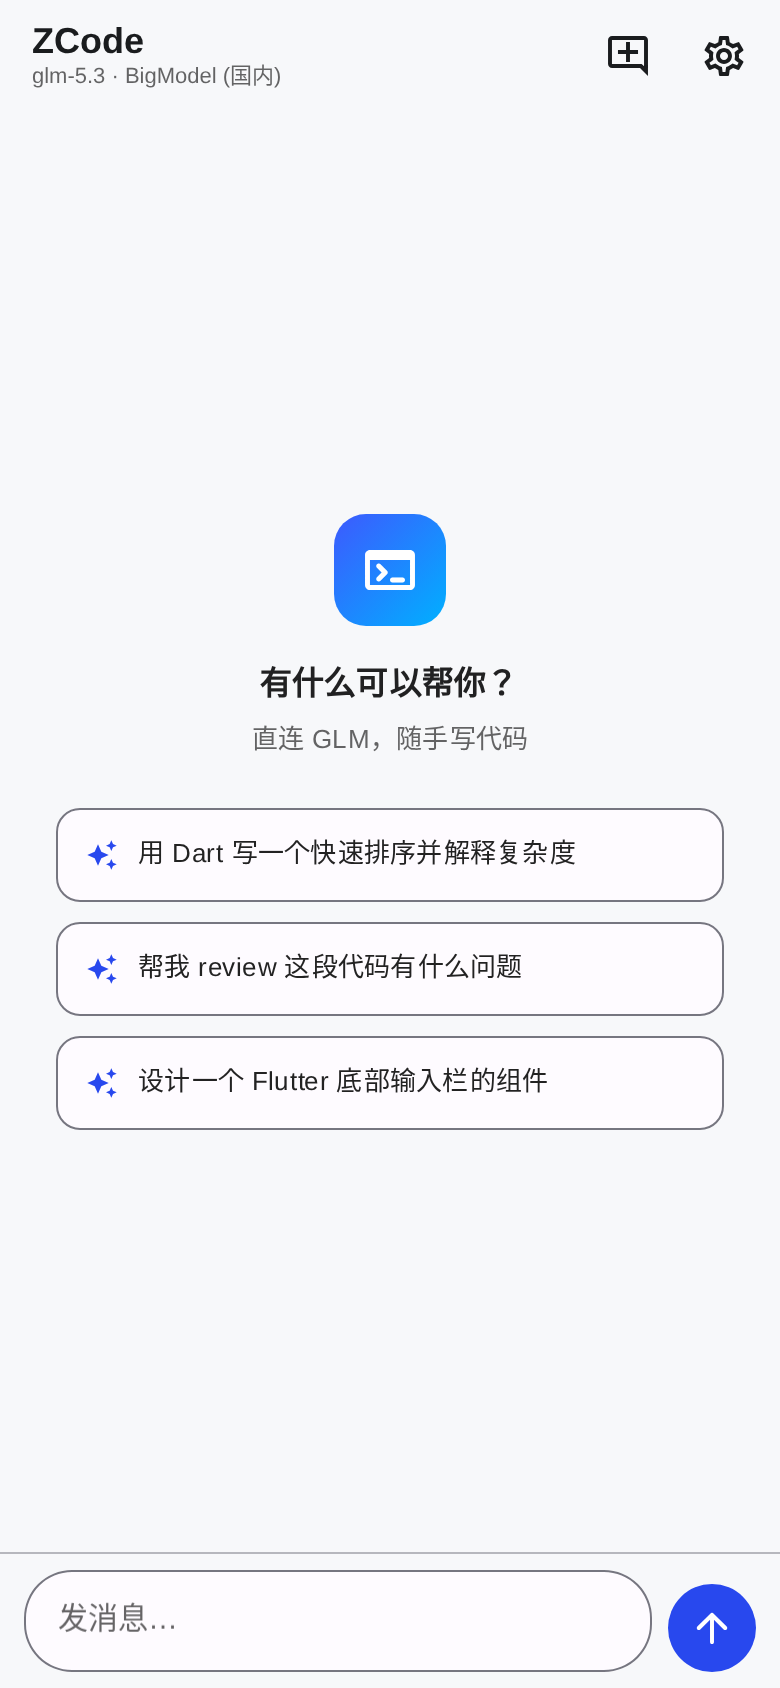 ZCode
glm-5.3 · BigModel (国内)
有什么可以帮你？
直连 GLM，随手写代码
用 Dart 写一个快速排序并解释复杂度
帮我 review 这段代码有什么问题
设计一个 Flutter 底部输入栏的组件
发消息…